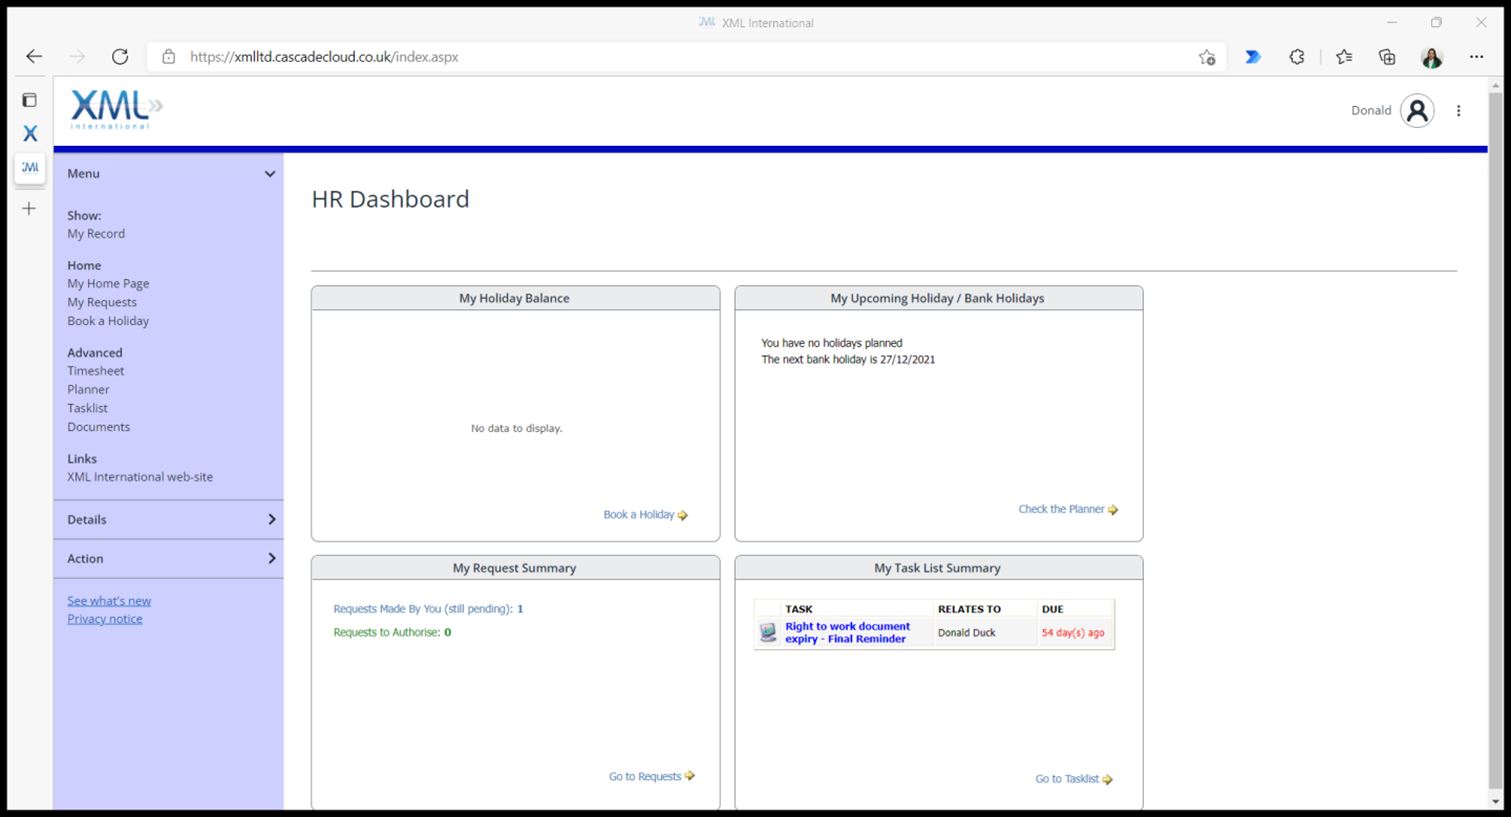 XML International
https://xmlltd.cascadecloud.co.uk/index.aspx
XML
international
Donald
Menu
Show:
My Record
Home
My Home Page
My Requests
Book a Holiday
Advanced
Timesheet
Planner
Tasklist
Documents
Links
XML International web-site
Details
Action
See what's new
Privacy notice
HR Dashboard
My Holiday Balance
No data to display.
Book a Holiday
My Upcoming Holiday / Bank Holidays
You have no holidays planned
The next bank holiday is 27/12/2021
Check the Planner
My Request Summary
Requests Made By You (still pending): 1
Requests to Authorise: 0
Go to Requests
My Task List Summary
TASK RELATES TO DUE
Right to work document
expiry - Final Reminder Donald Duck 54 day(s) ago
Go to Tasklist